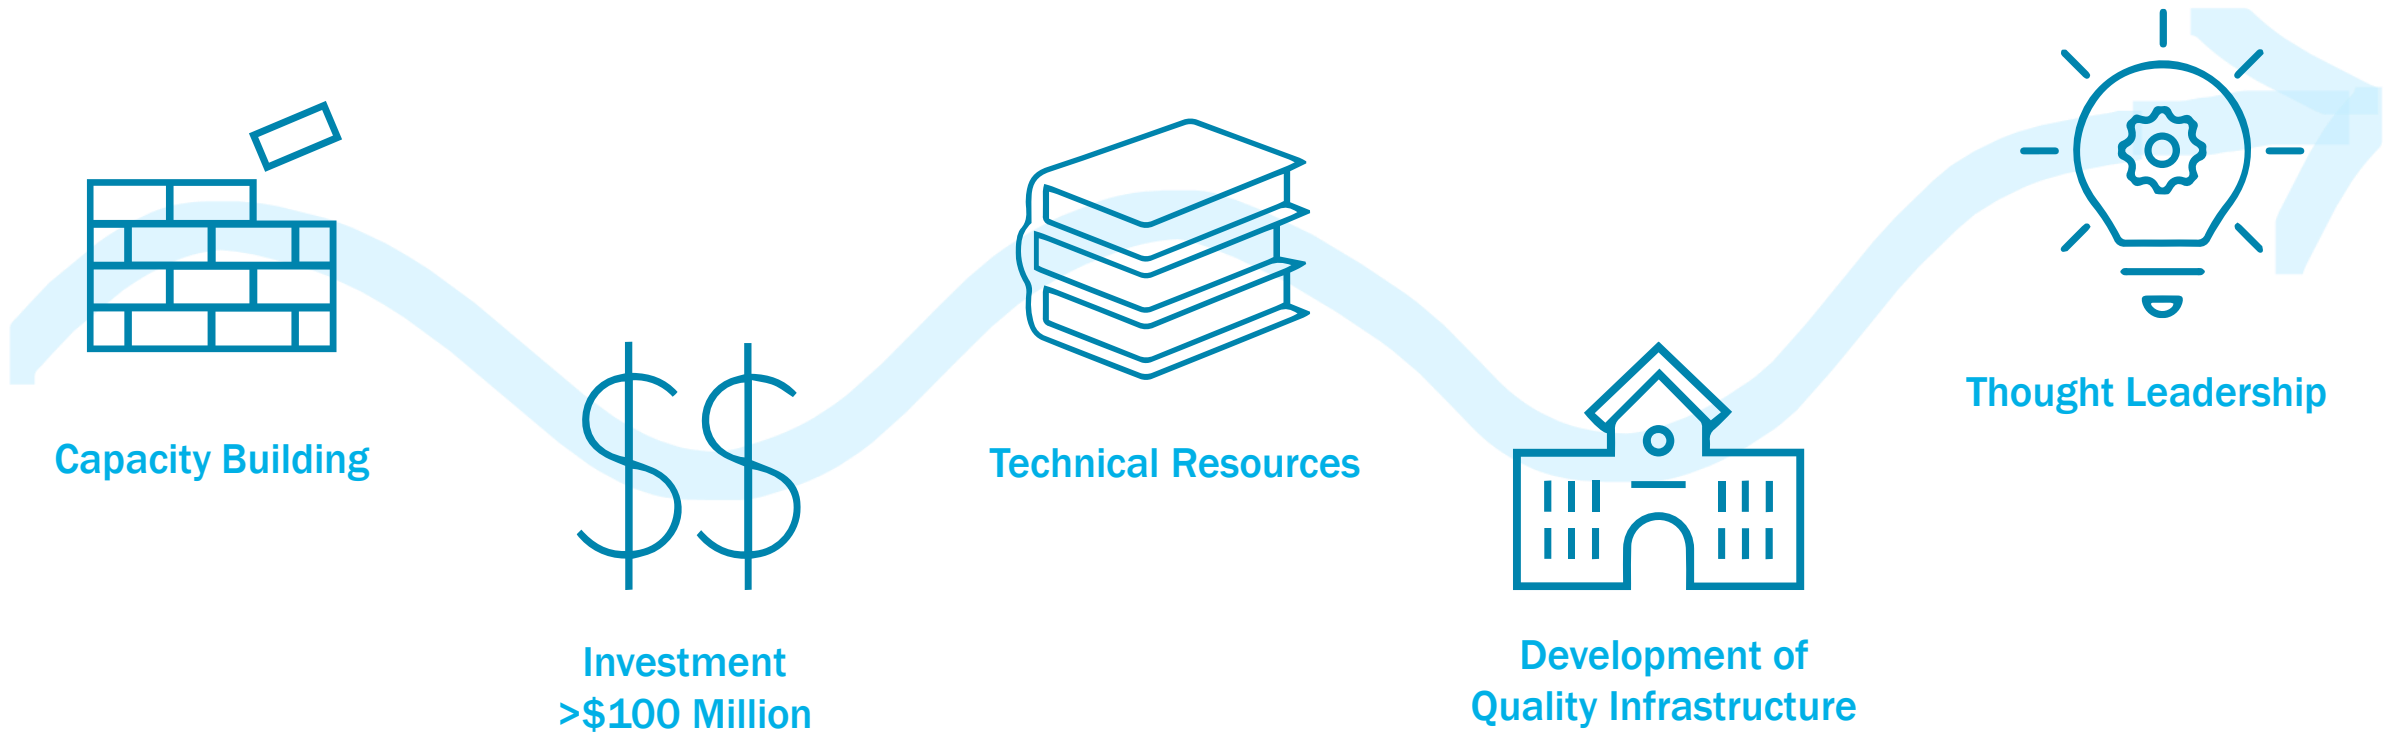 Capacity Building
Investment
>$100 Million
Technical Resources
Development of
Quality Infrastructure
Thought Leadership